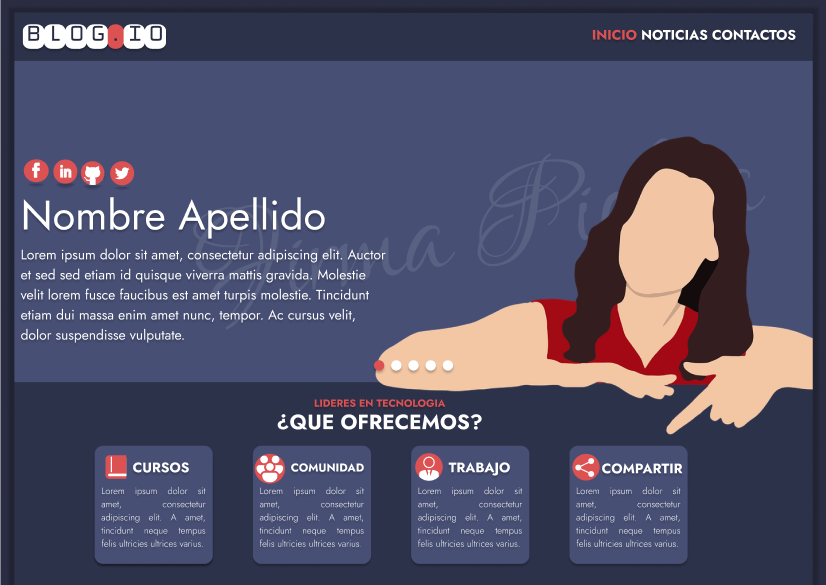 BLOG.IO
INICIO NOTICIAS CONTACTOS
Nombre Apellido
Firma
Lorem ipsum dolor sit amet, consectetur adipiscing elit. Auctor
et sed sed etiam id quisque viverra mattis gravida. Molestie
velit lorem fusce faucibus est amet turpis molestie. Tincidunt
etiam dui massa enim amet nunc, tempor. Ac cursus velit,
dolor suspendisse vulputate.
LIDERES EN TECNOLOGIA
¿QUE OFRECEMOS?
CURSOS
Lorem ipsum dolor sit
amet, consectetur
adipiscing elit. A amet,
tincidunt neque tempus
felis ultricies ultrices varius.
COMUNIDAD
Lorem ipsum dolor sit
amet, consectetur
adipiscing elit. A amet,
tincidunt neque tempus
felis ultricies ultrices varius.
TRABAJO
Lorem ipsum dolor sit
amet, consectetur
adipiscing elit. A amet,
tincidunt neque tempus
felis ultricies ultrices varius.
COMPARTIR
Lorem ipsum dolor sit
amet, consectetur
adipiscing elit. A amet,
tincidunt neque tempus
felis ultricies ultrices varius.